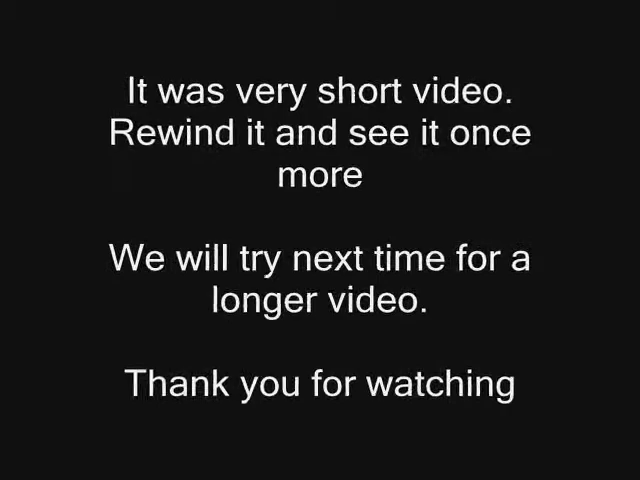 It was very short video.
Rewind it and see it once
more
We will try next time for a
longer video.
Thank you for watching